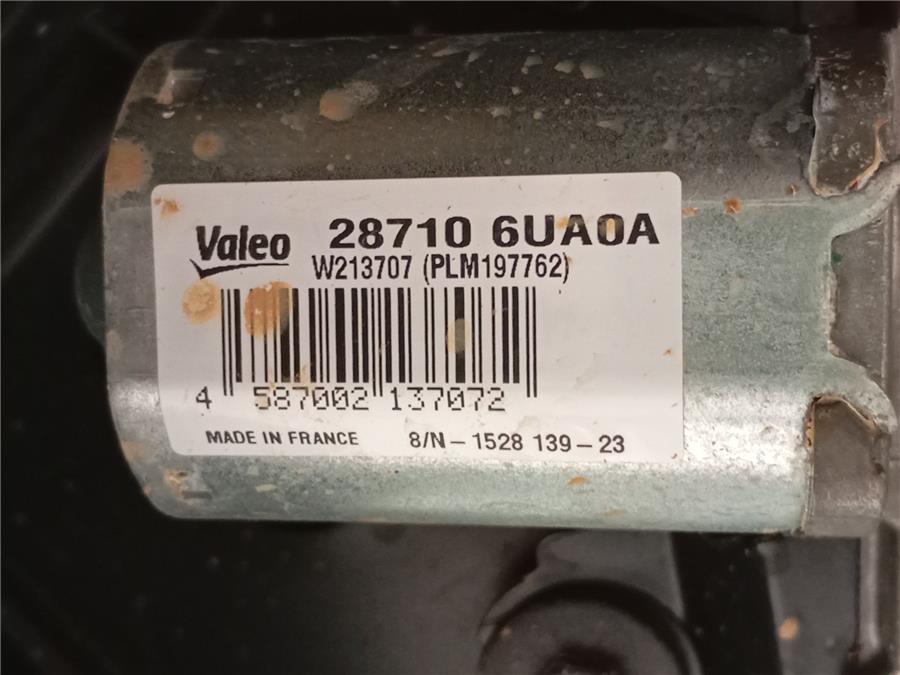 Valeo 28710 6UA0A
W213707 (PLM197762)
4 587002 137072
MADE IN FRANCE 8/N-1528 139-23